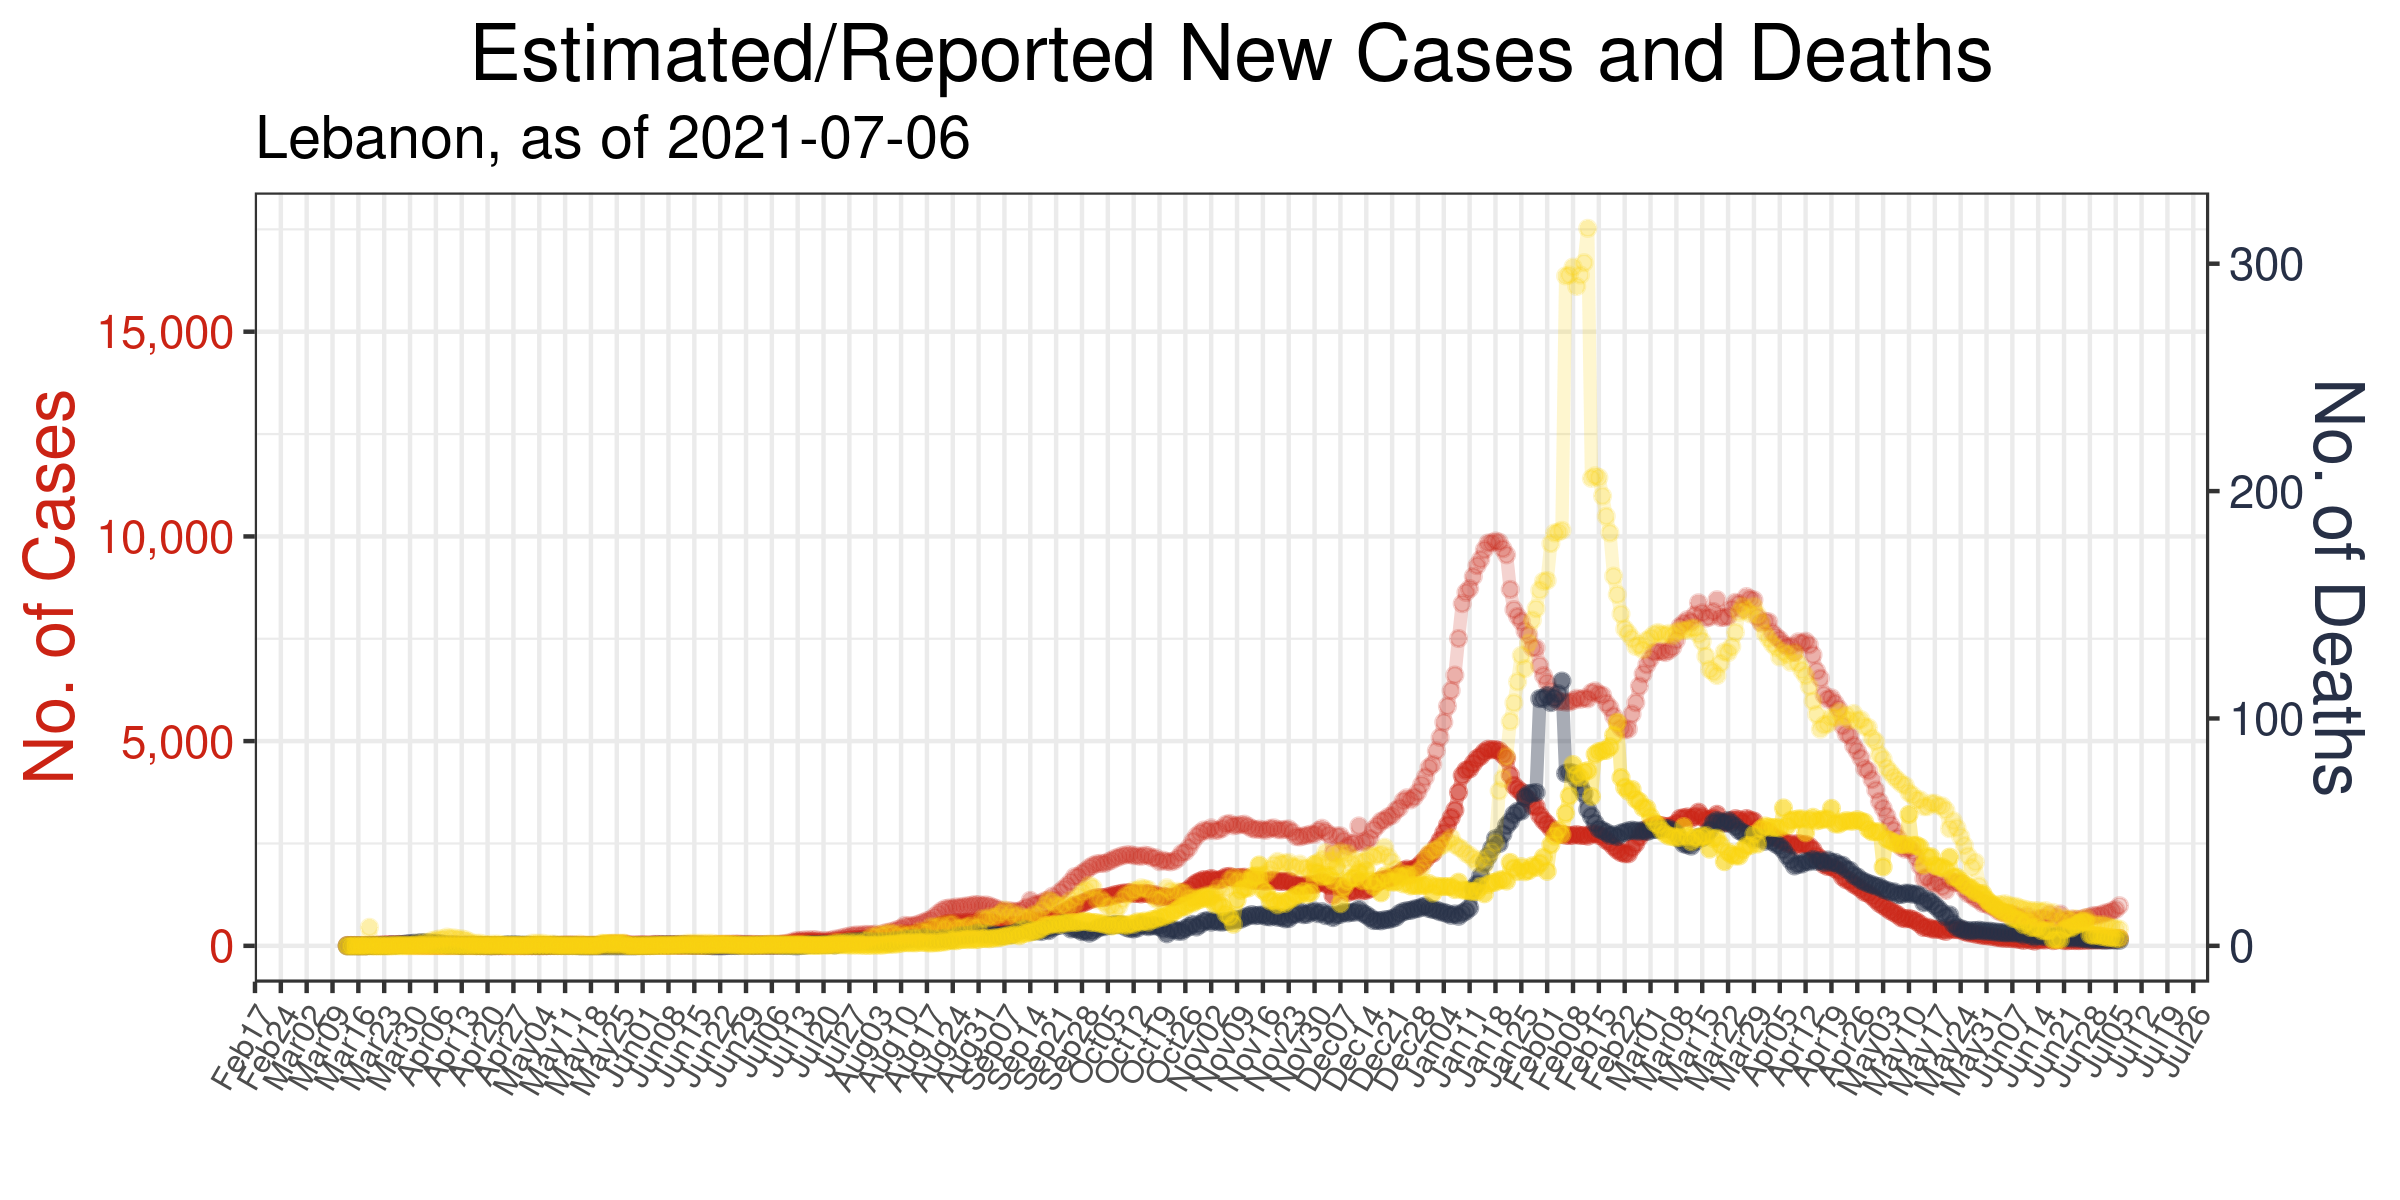 Estimated/Reported New Cases and Deaths
Lebanon, as of 2021-07-06
No. of Cases
15,000
10,000
5,000
0
300
200
100
0
No. of Deaths
Feb17
Feb24
Mar02
Mar09
Mar16
Mar23
Mar30
Apr06
Apr13
Apr20
Apr27
May04
May11
May18
May25
Jun01
Jun08
Jun15
Jun22
Jun29
Jul06
Jul13
Jul20
Jul27
Aug03
Aug10
Aug17
Aug24
Aug31
Sep07
Sep14
Sep21
Sep28
Oct05
Oct12
Oct19
Oct26
Nov02
Nov09
Nov16
Nov23
Nov30
Dec07
Dec14
Dec21
Dec28
Jan04
Jan11
Jan18
Jan25
Feb01
Feb08
Feb15
Feb22
Mar01
Mar08
Mar15
Mar22
Mar29
Apr05
Apr12
Apr19
Apr26
May03
May10
May17
May24
May31
Jun07
Jun14
Jun21
Jun28
Jul05
Jul12
Jul19
Jul26